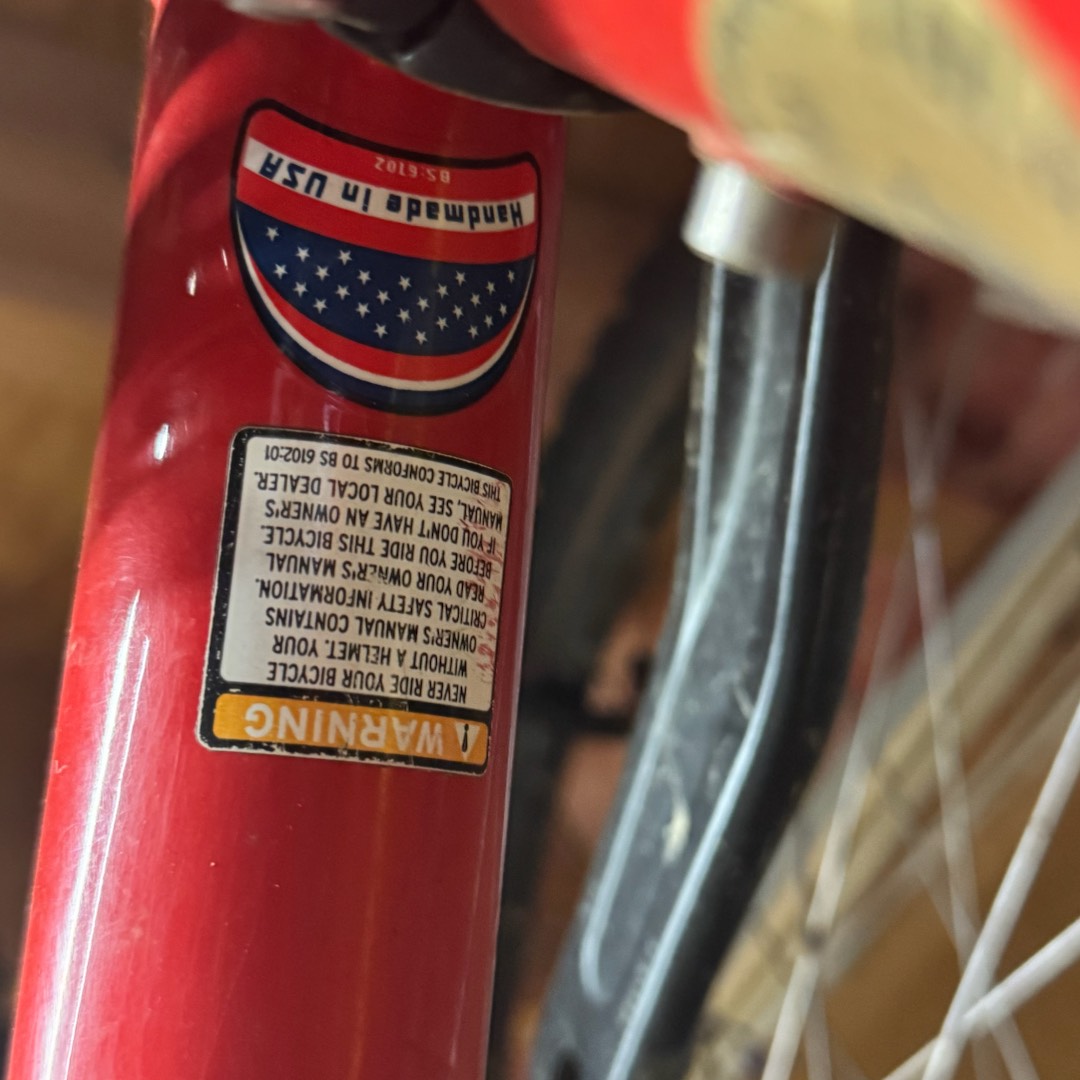 ⚠ WARNING
NEVER RIDE YOUR BICYCLE
WITHOUT A HELMET. YOUR
OWNER'S MANUAL CONTAINS
CRITICAL SAFETY INFORMATION.
READ YOUR OWNER'S MANUAL
BEFORE YOU RIDE THIS BICYCLE.
IF YOU DON'T HAVE AN OWNER'S
MANUAL, SEE YOUR LOCAL DEALER.
THIS BICYCLE CONFORMS TO BS 6102:01
Handmade in USA
BS:6102